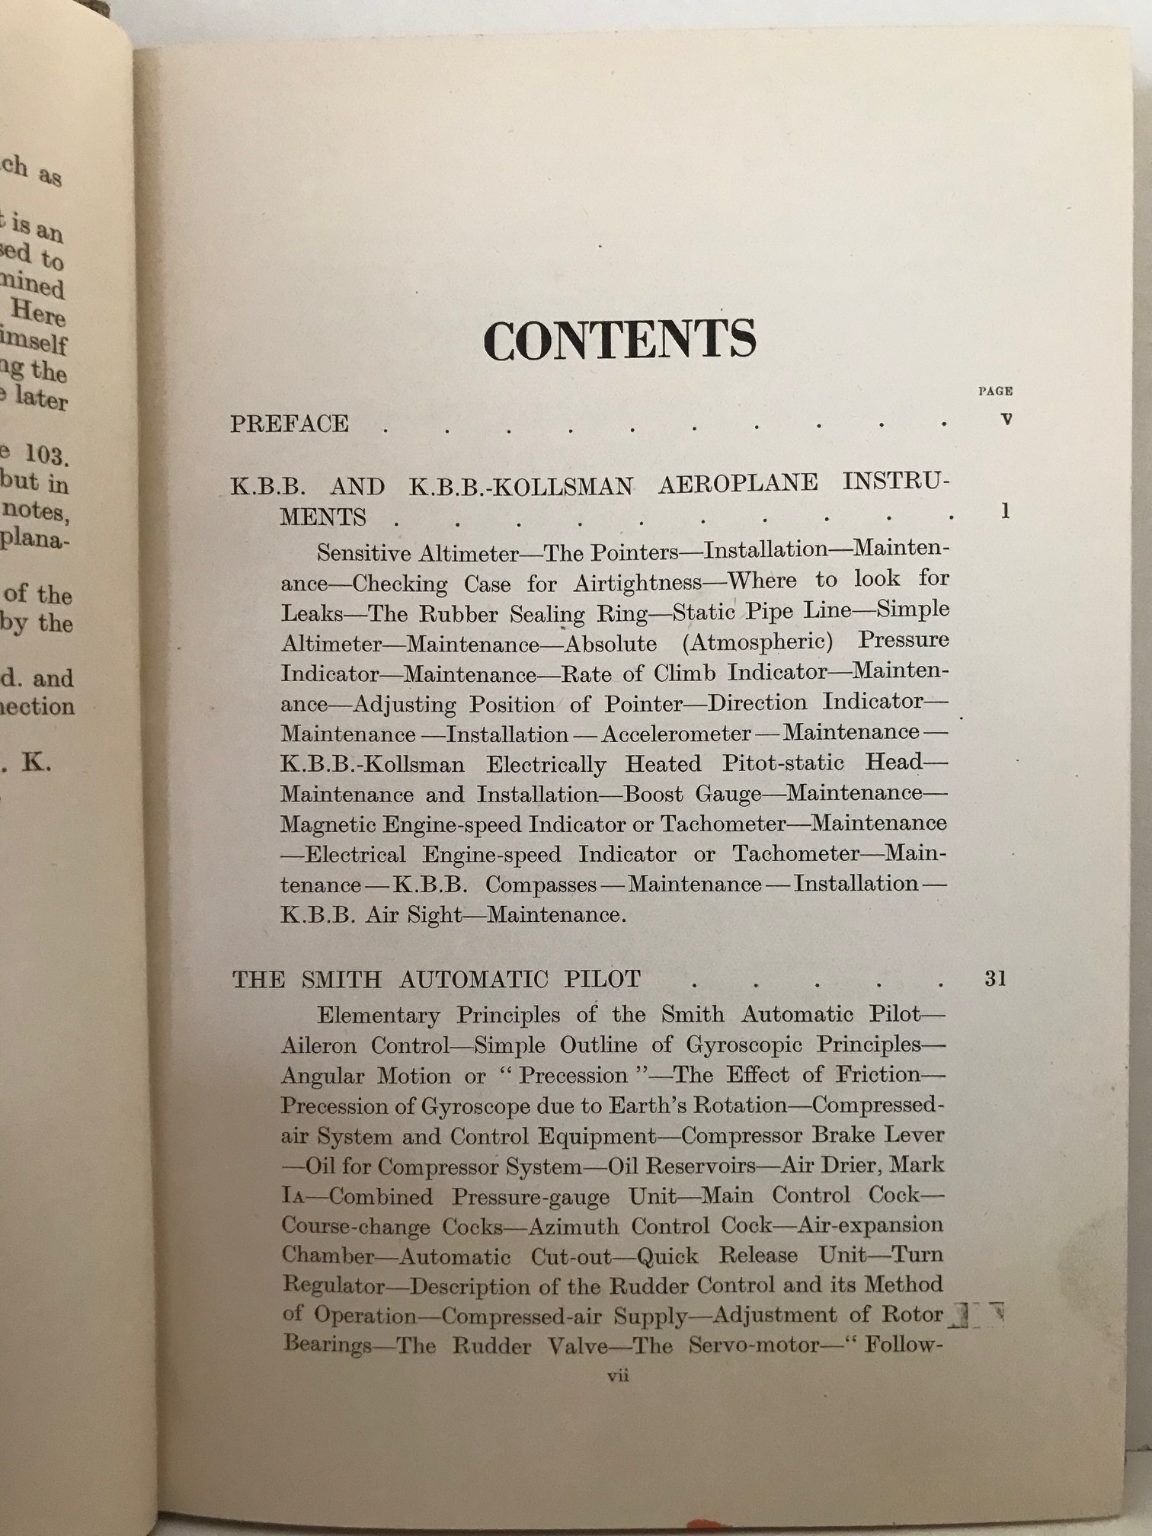 ch as
is an
sed to
mined
Here
imself
ng the
later
103.
but in
notes,
plana-
of the
by the
d. and
nection
. K.
CONTENTS
PAGE
PREFACE . . . . . . . . . . v
K.B.B. AND K.B.B.-KOLLSMAN AEROPLANE INSTRU-
MENTS . . . . . . . . . . 1
Sensitive Altimeter—The Pointers—Installation—Mainten-
ance—Checking Case for Airtightness—Where to look for
Leaks—The Rubber Sealing Ring—Static Pipe Line—Simple
Altimeter—Maintenance—Absolute (Atmospheric) Pressure
Indicator—Maintenance—Rate of Climb Indicator—Mainten-
ance—Adjusting Position of Pointer—Direction Indicator—
Maintenance—Installation—Accelerometer—Maintenance—
K.B.B.-Kollsman Electrically Heated Pitot-static Head—
Maintenance and Installation—Boost Gauge—Maintenance—
Magnetic Engine-speed Indicator or Tachometer—Maintenance
—Electrical Engine-speed Indicator or Tachometer—Main-
tenance—K.B.B. Compasses—Maintenance—Installation—
K.B.B. Air Sight—Maintenance.
THE SMITH AUTOMATIC PILOT . . . . . 31
Elementary Principles of the Smith Automatic Pilot—
Aileron Control—Simple Outline of Gyroscopic Principles—
Angular Motion or “ Precession ”—The Effect of Friction—
Precession of Gyroscope due to Earth’s Rotation—Compressed-
air System and Control Equipment—Compressor Brake Lever
—Oil for Compressor System—Oil Reservoirs—Air Drier, Mark
IA—Combined Pressure-gauge Unit—Main Control Cock—
Course-change Cocks—Azimuth Control Cock—Air-expansion
Chamber—Automatic Cut-out—Quick Release Unit—Turn
Regulator—Description of the Rudder Control and its Method
of Operation—Compressed-air Supply—Adjustment of Rotor
Bearings—The Rudder Valve—The Servo-motor—“ Follow-
vii